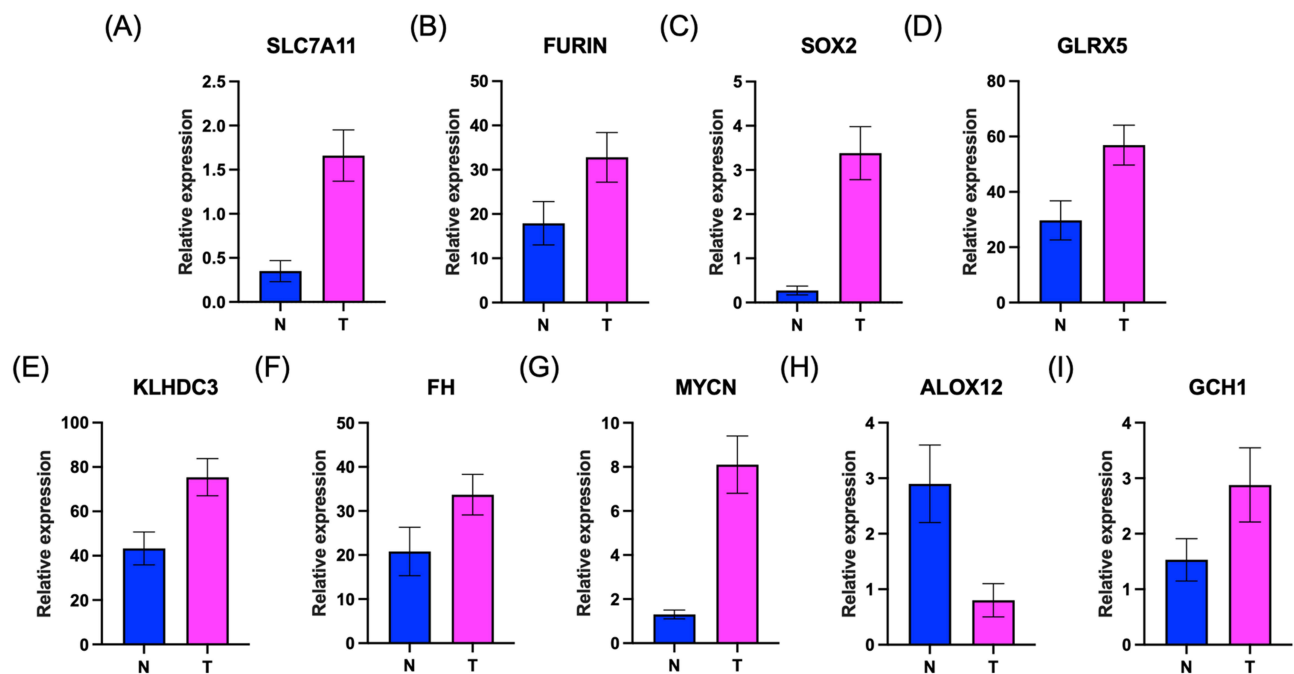 (A)
SLC7A11
Relative expression
2.5
2.0
1.5
1.0
0.5
0.0
N
T
(B)
FURIN
Relative expression
50
40
30
20
10
0
N
T
(C)
SOX2
Relative expression
5
4
3
2
1
0
N
T
(D)
GLRX5
Relative expression
80
60
40
20
0
N
T
(E)
KLHDC3
Relative expression
100
80
60
40
20
0
N
T
(F)
FH
Relative expression
50
40
30
20
10
0
N
T
(G)
MYCN
Relative expression
10
8
6
4
2
0
N
T
(H)
ALOX12
Relative expression
4
3
2
1
0
N
T
(I)
GCH1
Relative expression
4
3
2
1
0
N
T